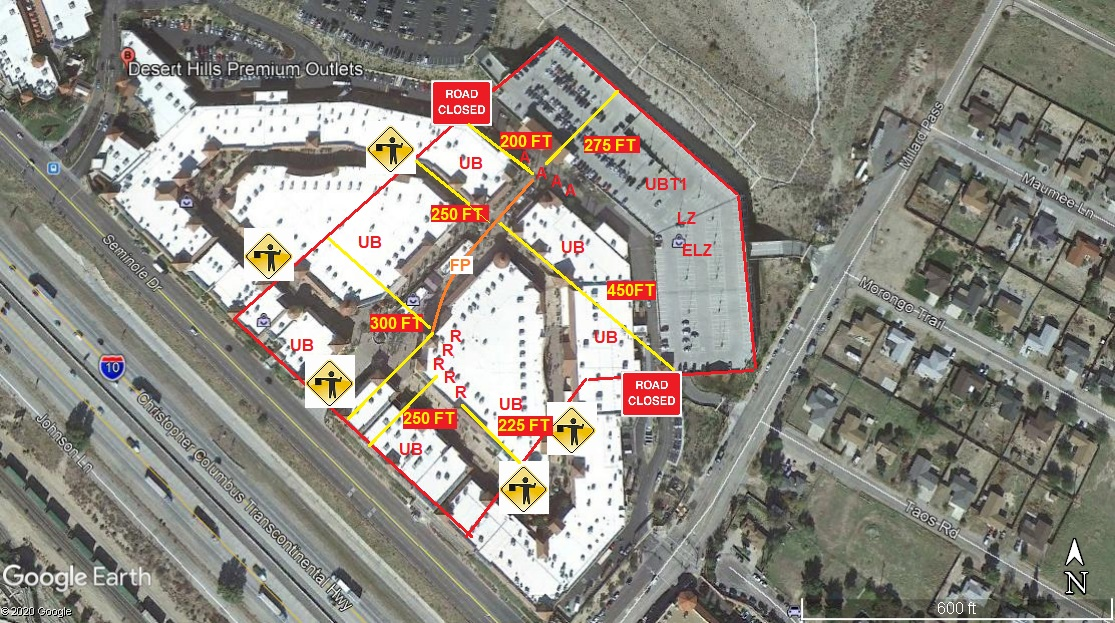 B
Desert Hills Premium Outlets
ROAD
CLOSED
200 FT
275 FT
A
A
A
A
UB
UBT1
250 FT
LZ
UB
UB
ELZ
FP
450FT
300 FT
R
R
R
R
R
UB
UB
ROAD
CLOSED
UB
250 FT
225 FT
UB
10
Seminole Dr
Christopher Columbus Transcontinental Hwy
Johnson Ln
Millard Pass
Maumee Ln
Morongo Trail
Taos Rd
Google Earth
© 2020 Google
N
600 ft